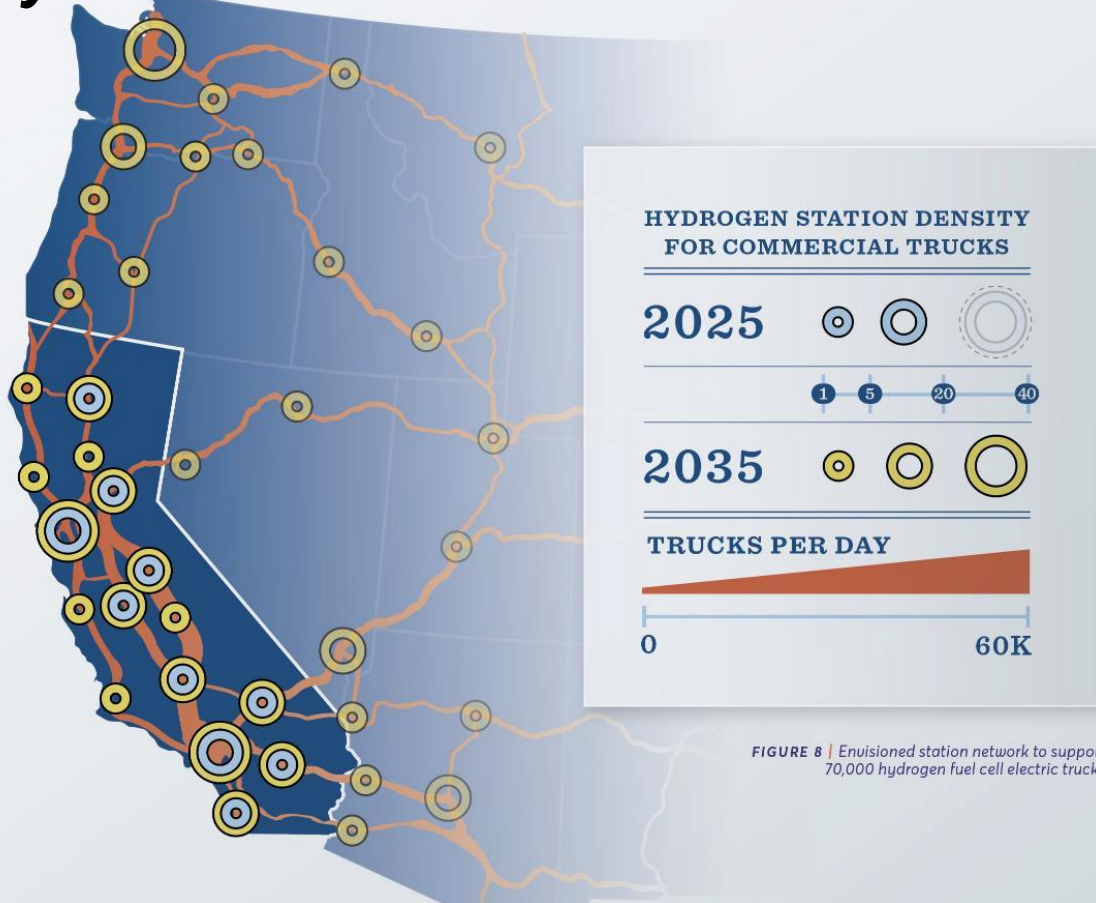 HYDROGEN STATION DENSITY
FOR COMMERCIAL TRUCKS
2025
1 5 20 40
2035
TRUCKS PER DAY
0 60K
FIGURE 8 | Envisioned station network to suppo
70,000 hydrogen fuel cell electric truck